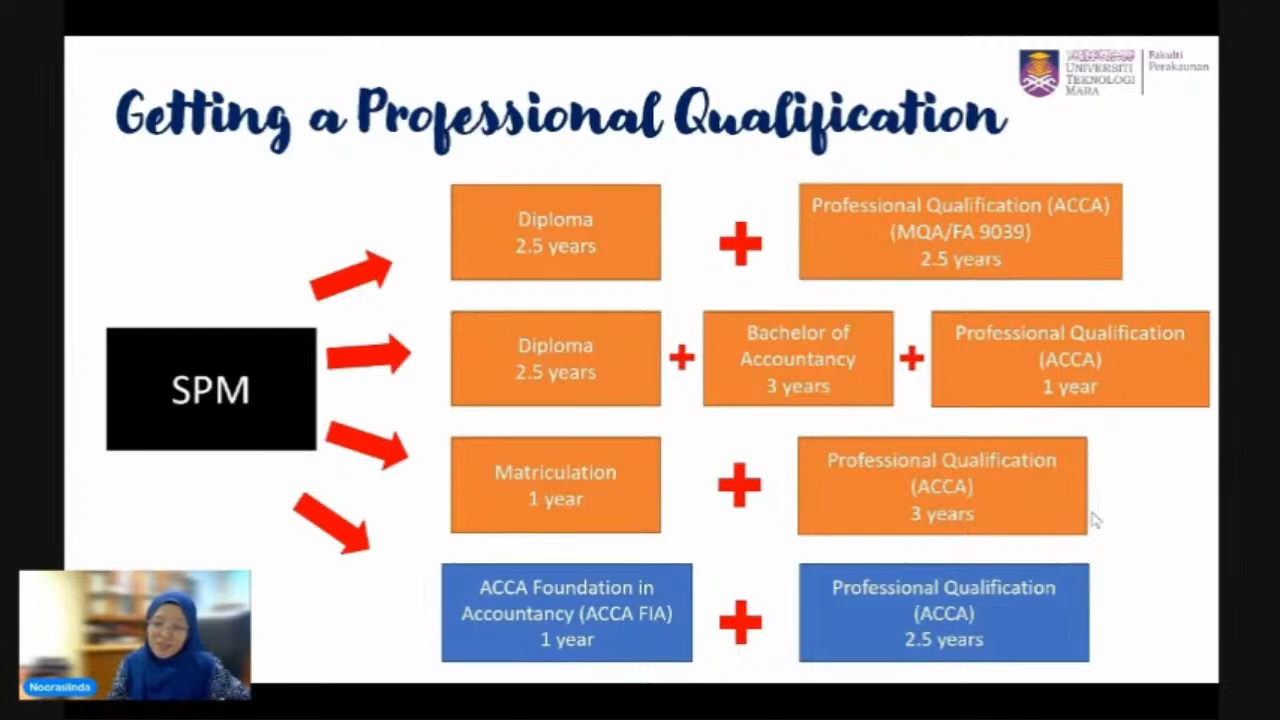 Getting a Professional Qualification
UNIVERSITI
TEKNOLOGI
MARA
Fakulti
Perakaunan
SPM
Diploma
2.5 years
Professional Qualification (ACCA)
(MQA/FA 9039)
2.5 years
Diploma
2.5 years
Bachelor of
Accountancy
3 years
Professional Qualification
(ACCA)
1 year
Matriculation
1 year
Professional Qualification
(ACCA)
3 years
ACCA Foundation in
Accountancy (ACCA FIA)
1 year
Professional Qualification
(ACCA)
2.5 years
Nooraslinda